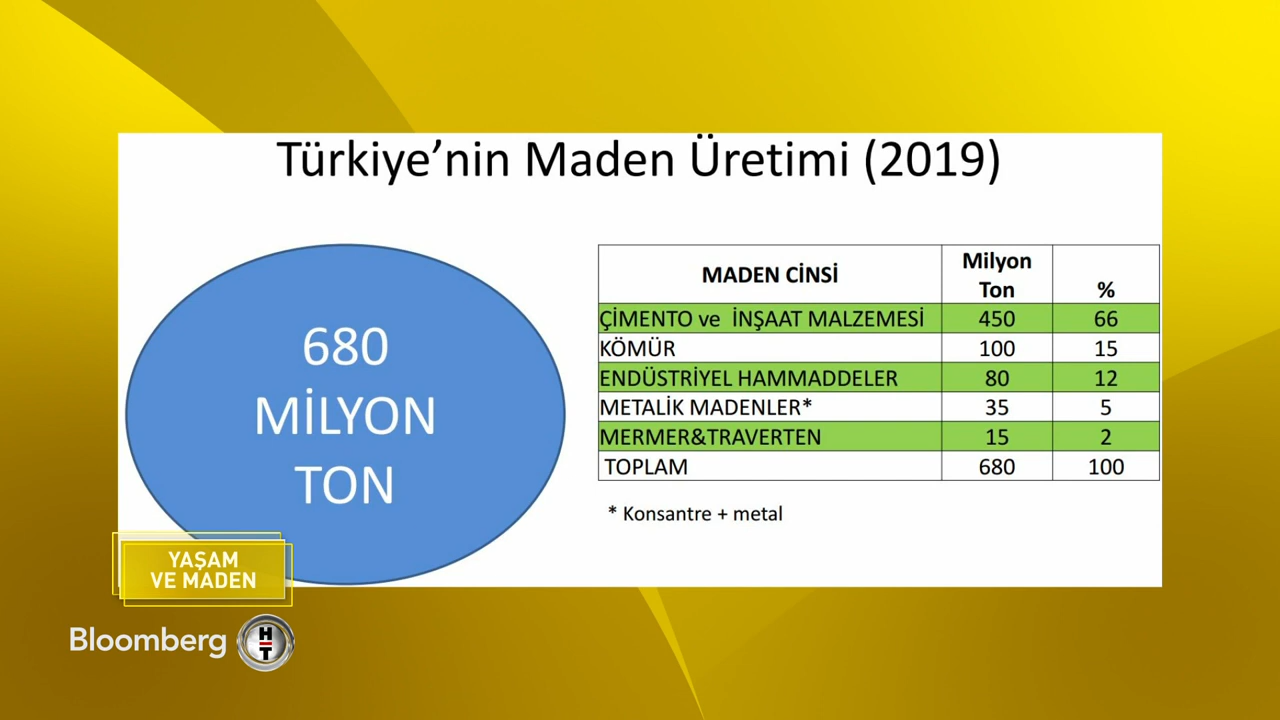 Türkiye’nin Maden Üretimi (2019)
680
MİLYON
TON
MADEN CİNSİ Milyon Ton %
ÇİMENTO ve İNŞAAT MALZEMESİ 450 66
KÖMÜR 100 15
ENDÜSTRİYEL HAMMADDELER 80 12
METALİK MADENLER* 35 5
MERMER&TRAVERTEN 15 2
TOPLAM 680 100
* Konsantre + metal
YAŞAM
VE MADEN
Bloomberg HT